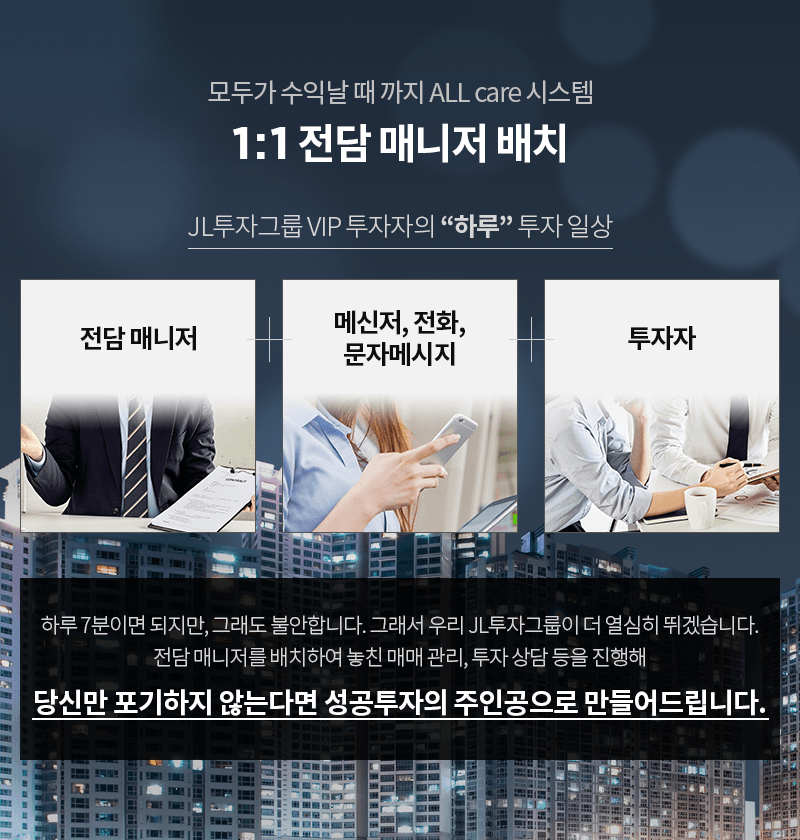 모두가 수익날 때 까지 ALL care 시스템
1:1 전담 매니저 배치
JL투자그룹 VIP 투자자의 “하루” 투자 일상
전담 매니저
메신저, 전화,
문자메시지
투자자
CONTRACT
하루 7분이면 되지만, 그래도 불안합니다. 그래서 우리 JL투자그룹이 더 열심히 뛰겠습니다.
전담 매니저를 배치하여 놓친 매매 관리, 투자 상담 등을 진행해
당신만 포기하지 않는다면 성공투자의 주인공으로 만들어드립니다.